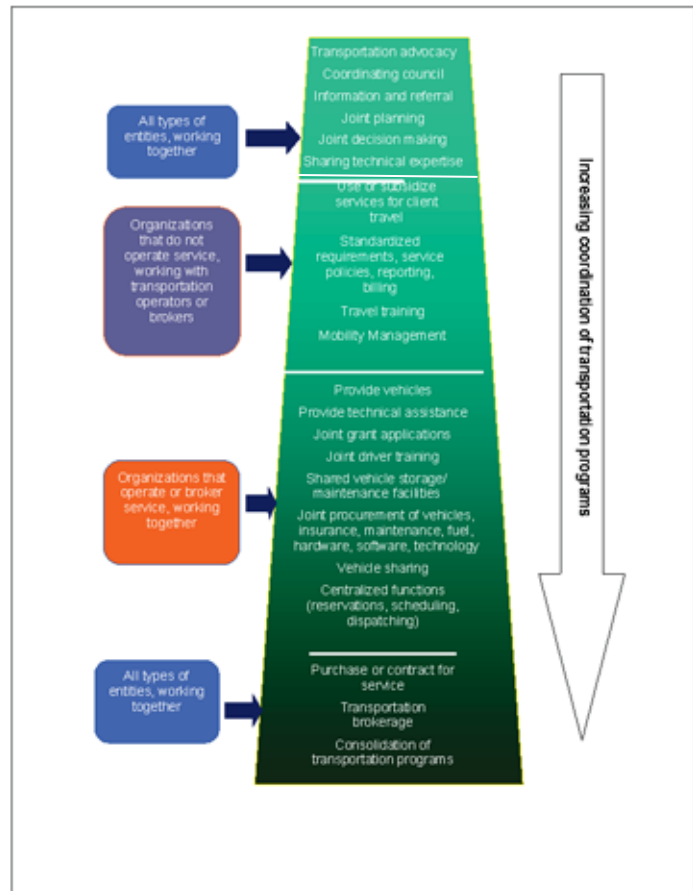 Transportation advocacy
Coordinating council
Information and referral
Joint planning
Joint decision making
Sharing technical expertise
All types of
entities, working
together
Use or subsidize
services for client
travel
Standardized
requirements, service
policies, reporting,
billing
Travel training
Mobility Management
Organizations
that do not
operate service,
working with
transportation
operators or
brokers
Provide vehicles
Provide technical assistance
Joint grant applications
Joint driver training
Shared vehicle storage/
maintenance facilities
Joint procurement of vehicles,
insurance, maintenance, fuel,
hardware, software, technology
Vehicle sharing
Centralized functions
(reservations, scheduling,
dispatching)
Organizations that
operate or broker
service, working
together
Purchase or contract for
service
Transportation
brokerage
Consolidation of
transportation programs
All types of
entities, working
together
Increasing coordination of transportation programs